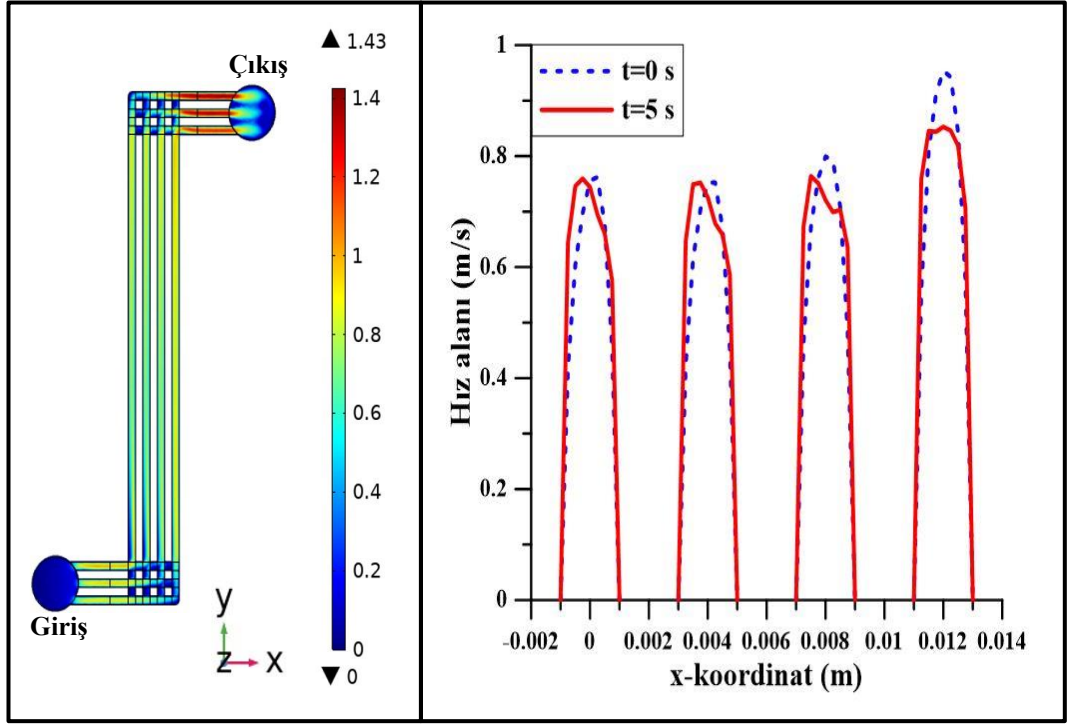 ▲ 1.43
Çıkış
1.4
1.2
1
0.8
0.6
0.4
0.2
0
▼ 0
Giriş
y
z
x
1
0.8
0.6
0.4
0.2
0
Hız alanı (m/s)
t=0 s
t=5 s
-0.002 0 0.002 0.004 0.006 0.008 0.01 0.012 0.014
x-koordinat (m)